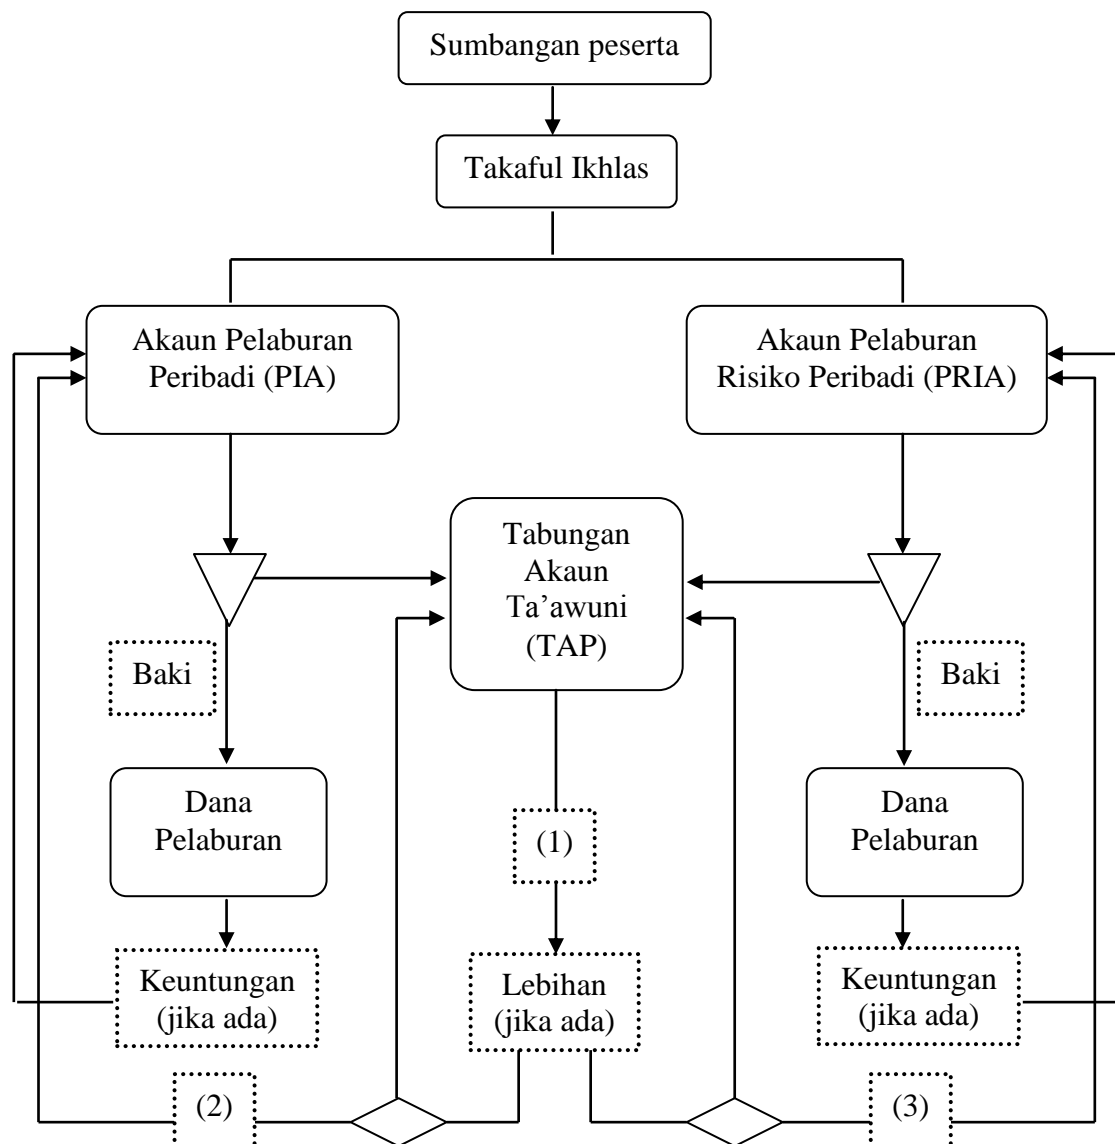 Sumbangan peserta
Takaful Ikhlas
Akaun Pelaburan
Peribadi (PIA)
Akaun Pelaburan
Risiko Peribadi (PRIA)
Tabungan
Akaun
Ta’awuni
(TAP)
Baki
Baki
Dana
Pelaburan
(1)
Dana
Pelaburan
Keuntungan
(jika ada)
Lebihan
(jika ada)
Keuntungan
(jika ada)
(2)
(3)